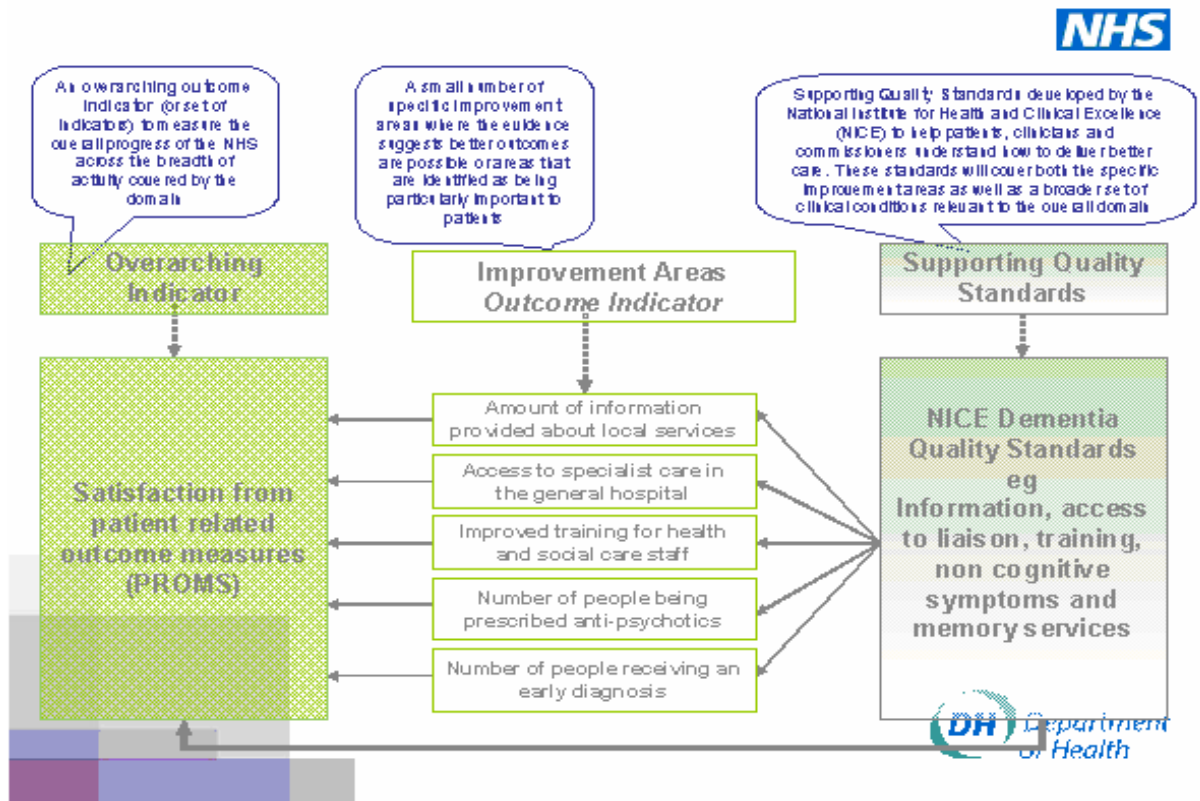 NHS
An overarching outcome
indicator (or set of
indicators) to measure the
overall progress of the NHS
across the breadth of
activity covered by the
domain
A small number of
specific improvement
areas where the evidence
suggests better outcomes
are possible or areas that
are identified as being
particularly important to
patients
Supporting Quality Standards developed by the
National Institute for Health and Clinical Excellence
(NICE) to help patients, clinicians and
commissioners understand how to deliver better
care. These standards will cover both the specific
improvement areas as well as a broader set of
clinical conditions relevant to the overall domain
Overarching
Indicator
Improvement Areas
Outcome Indicator
Supporting Quality
Standards
Satisfaction from
patient related
outcome measures
(PROMS)
Amount of information
provided about local services
Access to specialist care in
the general hospital
Improved training for health
and social care staff
Number of people being
prescribed anti-psychotics
Number of people receiving an
early diagnosis
NICE Dementia
Quality Standards
eg
Information, access
to liaison, training,
non cognitive
symptoms and
memory services
DH Department
of Health